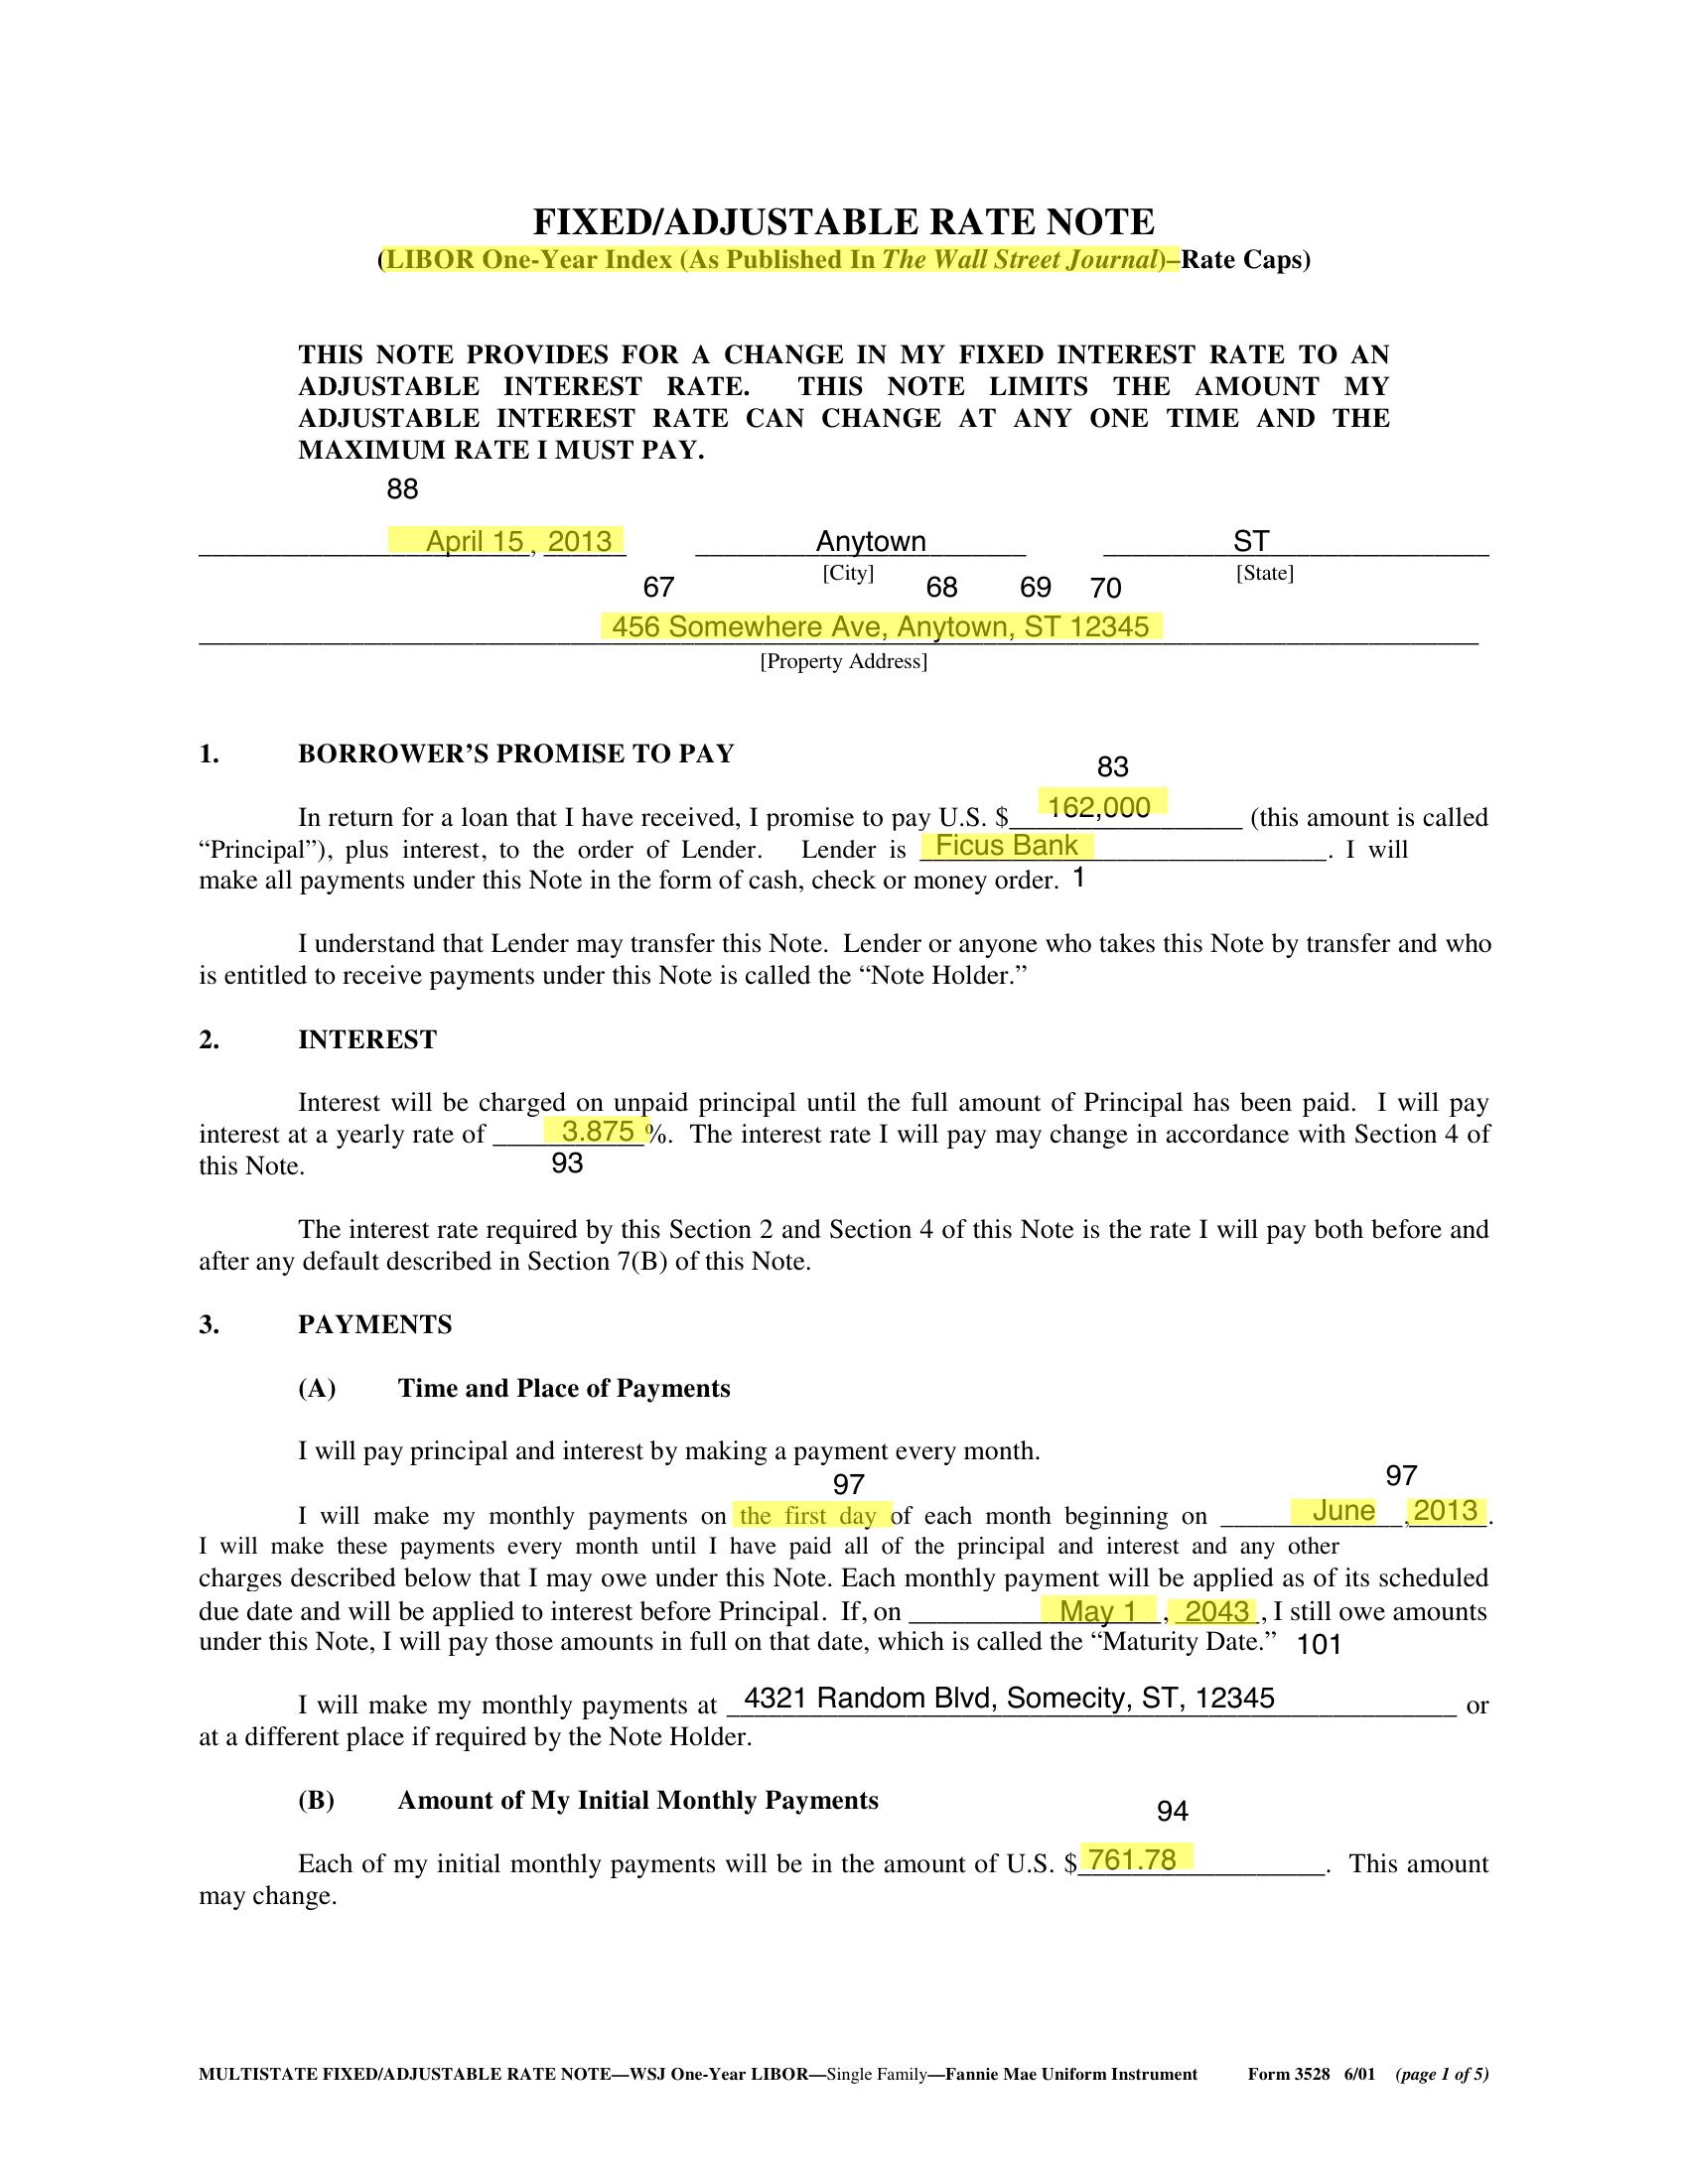 FIXED/ADJUSTABLE RATE NOTE
(LIBOR One-Year Index (As Published In The Wall Street Journal)–Rate Caps)
THIS NOTE PROVIDES FOR A CHANGE IN MY FIXED INTEREST RATE TO AN
ADJUSTABLE INTEREST RATE. THIS NOTE LIMITS THE AMOUNT MY
ADJUSTABLE INTEREST RATE CAN CHANGE AT ANY ONE TIME AND THE
MAXIMUM RATE I MUST PAY.
88
April 15, 2013 Anytown ST
[City] [State]
67 68 69 70
456 Somewhere Ave, Anytown, ST 12345
[Property Address]
1. BORROWER’S PROMISE TO PAY
83
In return for a loan that I have received, I promise to pay U.S. $ 162,000 (this amount is called
“Principal”), plus interest, to the order of Lender. Lender is Ficus Bank. I will
make all payments under this Note in the form of cash, check or money order. 1
I understand that Lender may transfer this Note. Lender or anyone who takes this Note by transfer and who
is entitled to receive payments under this Note is called the “Note Holder.”
2. INTEREST
Interest will be charged on unpaid principal until the full amount of Principal has been paid. I will pay
interest at a yearly rate of 3.875 %. The interest rate I will pay may change in accordance with Section 4 of
this Note. 93
The interest rate required by this Section 2 and Section 4 of this Note is the rate I will pay both before and
after any default described in Section 7(B) of this Note.
3. PAYMENTS
(A) Time and Place of Payments
I will pay principal and interest by making a payment every month.
97 97
I will make my monthly payments on the first day of each month beginning on June , 2013.
I will make these payments every month until I have paid all of the principal and interest and any other
charges described below that I may owe under this Note. Each monthly payment will be applied as of its scheduled
due date and will be applied to interest before Principal. If, on May 1, 2043, I still owe amounts
under this Note, I will pay those amounts in full on that date, which is called the “Maturity Date.” 101
I will make my monthly payments at 4321 Random Blvd, Somecity, ST, 12345 or
at a different place if required by the Note Holder.
(B) Amount of My Initial Monthly Payments
94
Each of my initial monthly payments will be in the amount of U.S. $ 761.78. This amount
may change.
MULTISTATE FIXED/ADJUSTABLE RATE NOTE—WSJ One-Year LIBOR—Single Family—Fannie Mae Uniform Instrument Form 3528 6/01 (page 1 of 5)